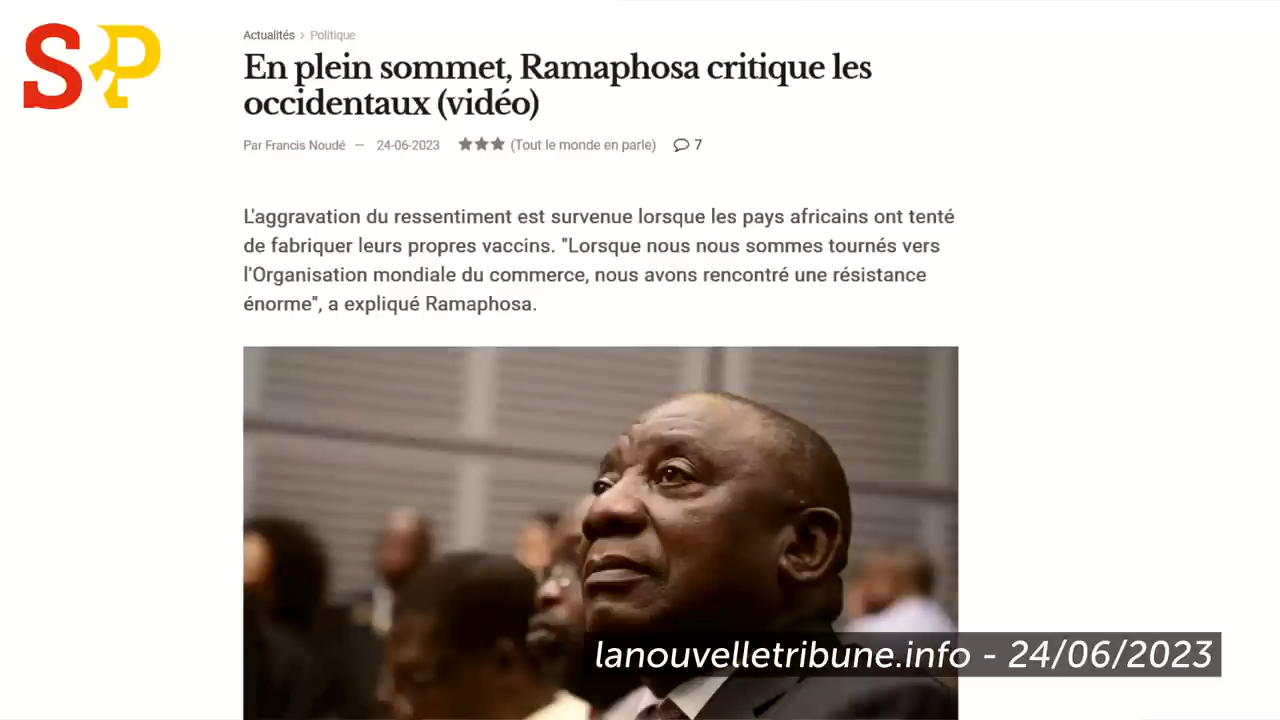 SP
Actualités > Politique
En plein sommet, Ramaphosa critique les
occidentaux (vidéo)
Par Francis Noudé — 24-06-2023 ★★★ (Tout le monde en parle) 7
L'aggravation du ressentiment est survenue lorsque les pays africains ont tenté
de fabriquer leurs propres vaccins. "Lorsque nous nous sommes tournés vers
l'Organisation mondiale du commerce, nous avons rencontré une résistance
énorme", a expliqué Ramaphosa.
lanouvelletribune.info - 24/06/2023